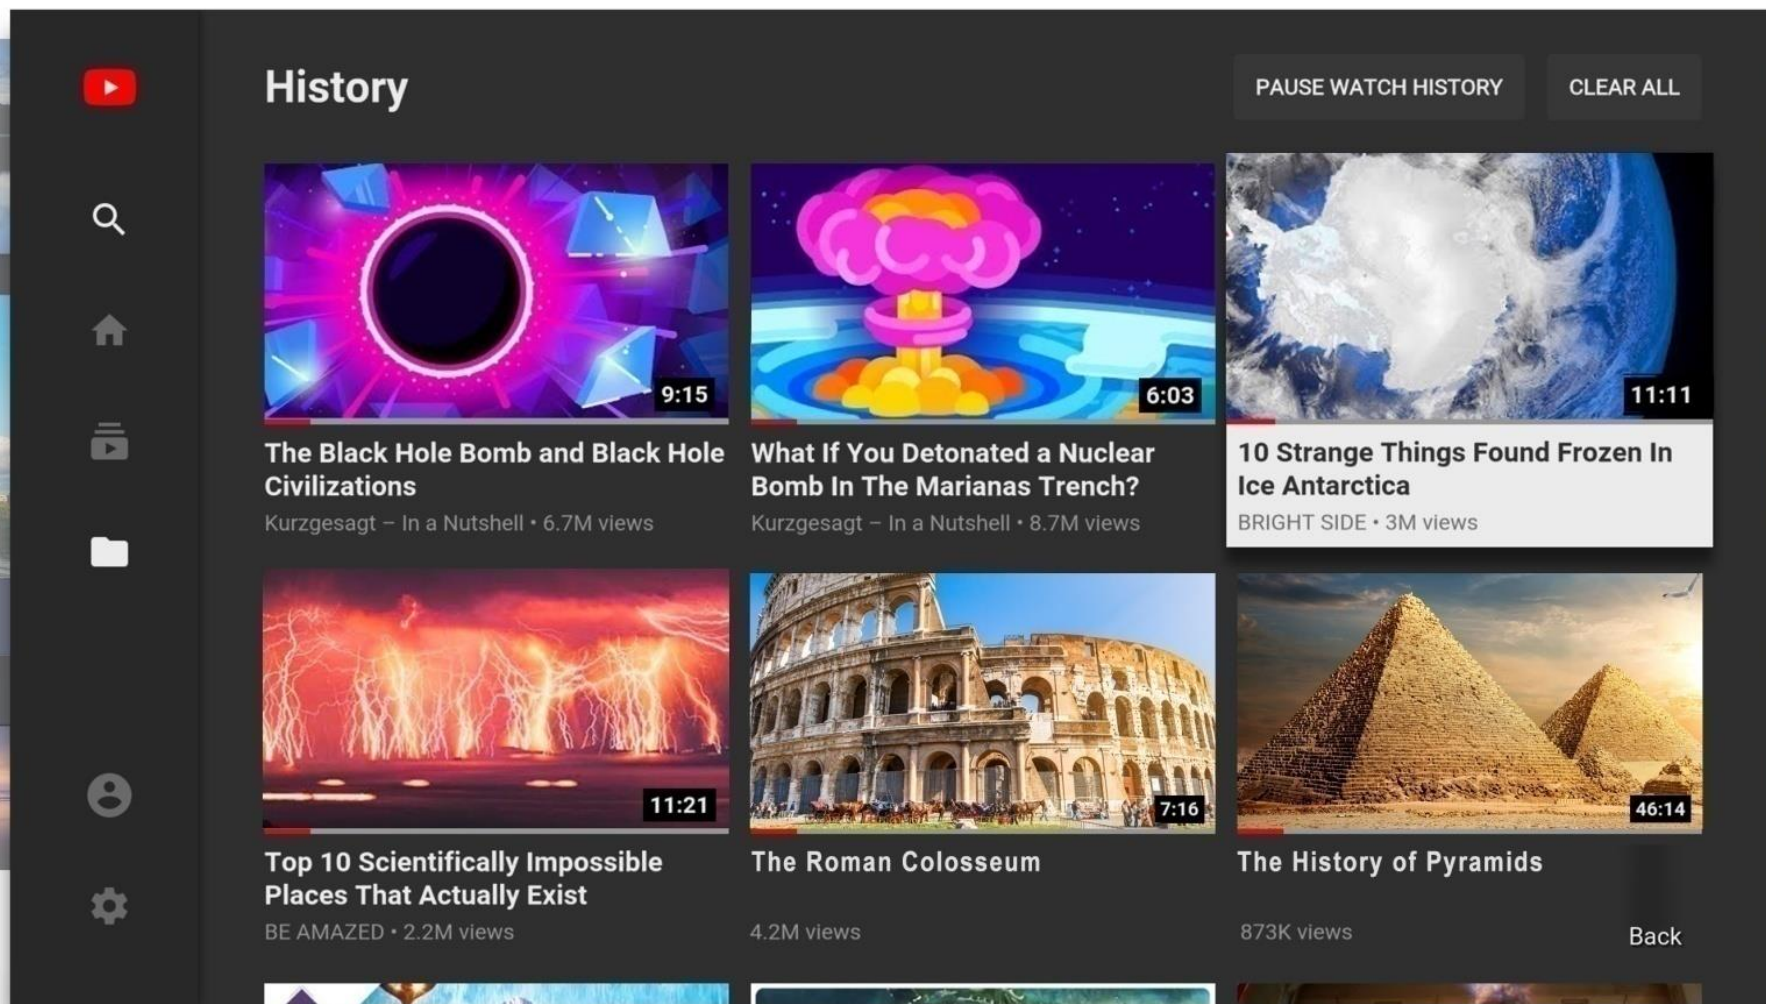 History
PAUSE WATCH HISTORY
CLEAR ALL
9:15
6:03
11:11
The Black Hole Bomb and Black Hole
Civilizations
Kurzgesagt – In a Nutshell • 6.7M views
What If You Detonated a Nuclear
Bomb In The Marianas Trench?
Kurzgesagt – In a Nutshell • 8.7M views
10 Strange Things Found Frozen In
Ice Antarctica
BRIGHT SIDE • 3M views
11:21
7:16
46:14
Top 10 Scientifically Impossible
Places That Actually Exist
BE AMAZED • 2.2M views
The Roman Colosseum
4.2M views
The History of Pyramids
873K views
Back